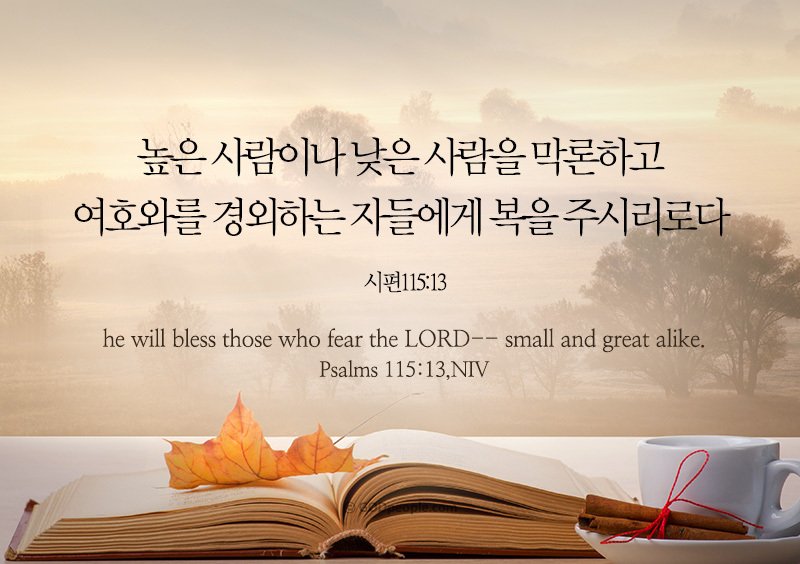 높은 사람이나 낮은 사람을 막론하고
여호와를 경외하는 자들에게 복을 주시리로다
시편115:13
he will bless those who fear the LORD-- small and great alike.
Psalms 115:13,NIV